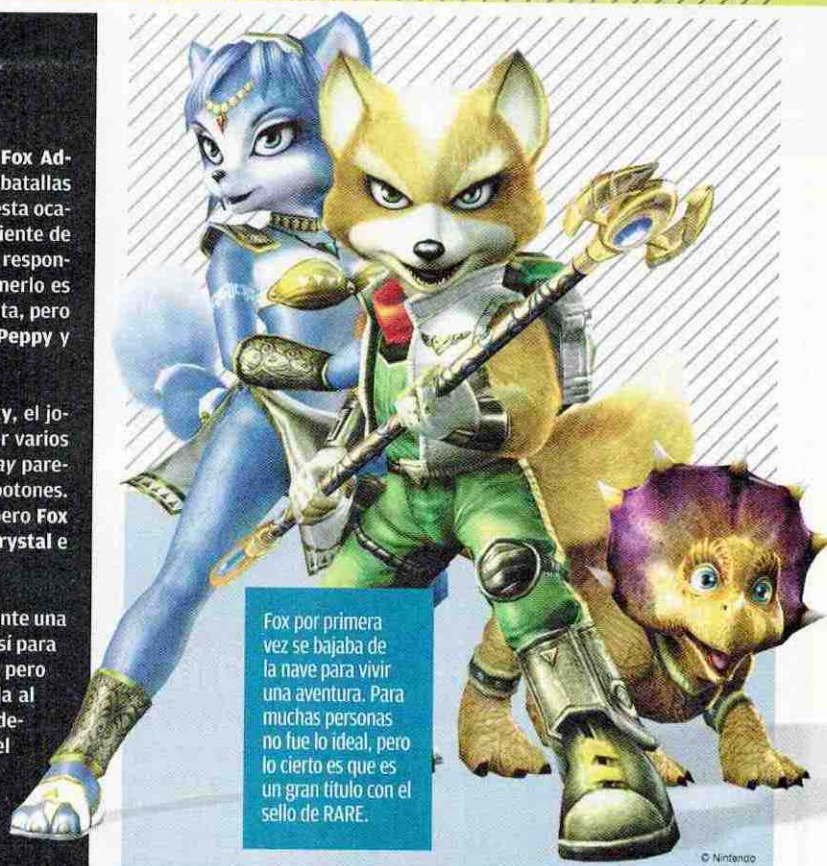 Fox Ad-
batallas
esta oca-
iente de
respon-
nerlo es
ta, pero
Peppy y
ky, el jo-
er varios
ay pare-
botones.
pero Fox
rystal e
nte una
sí para
pero
la al
de-
el
Fox por primera
vez se bajaba de
la nave para vivir
una aventura. Para
muchas personas
no fue lo ideal, pero
lo cierto es que es
un gran título con el
sello de RARE.
© Nintendo